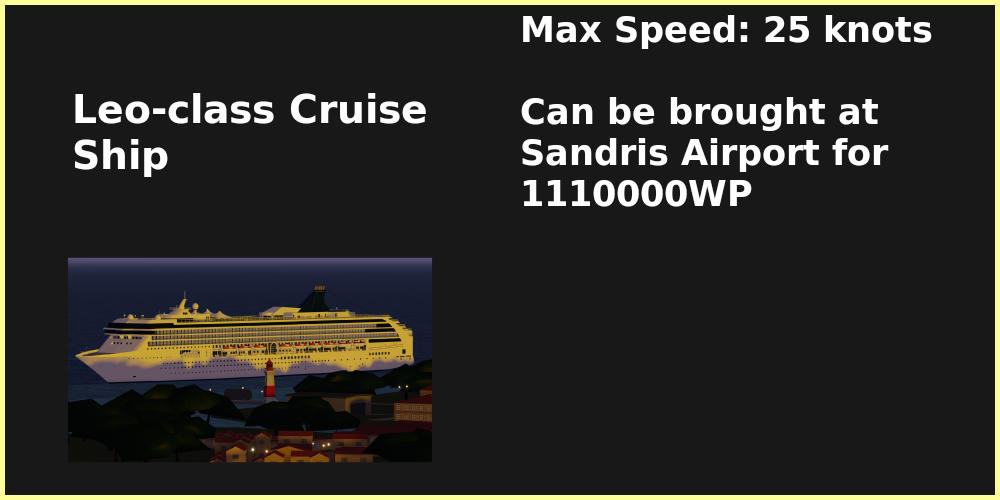 Leo-class Cruise
Ship
Max Speed: 25 knots
Can be brought at
Sandris Airport for
1110000WP